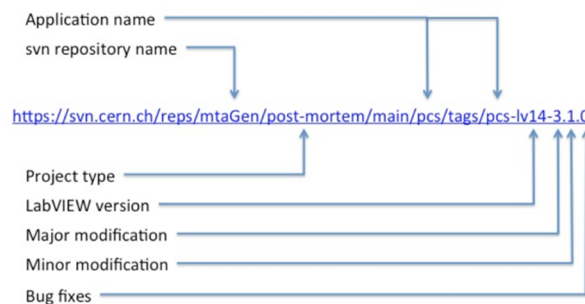 Application name
svn repository name
https://svn.cern.ch/reps/mtaGen/post-mortem/main/pcs/tags/pcs-lv14-3.1.0
Project type
LabVIEW version
Major modification
Minor modification
Bug fixes